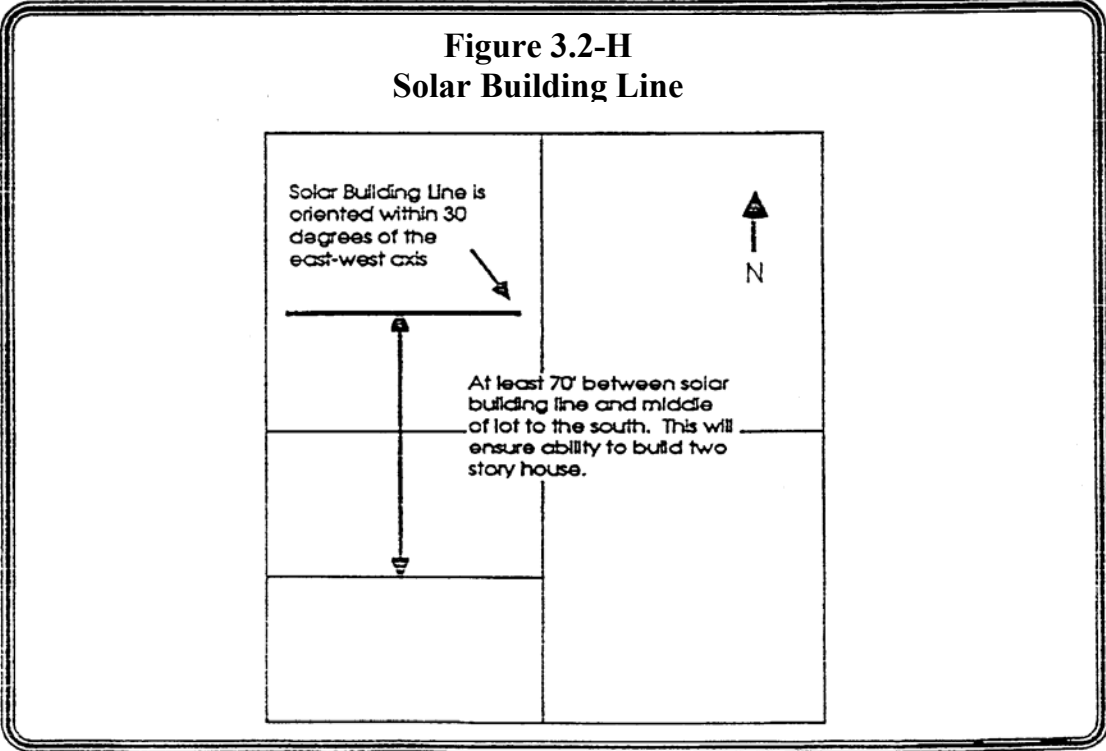 Figure 3.2-H
Solar Building Line
Solar Building Line is
oriented within 30
degrees of the
east-west axis
N
At least 70' between solar
building line and middle
of lot to the south. This will
ensure ability to build two
story house.